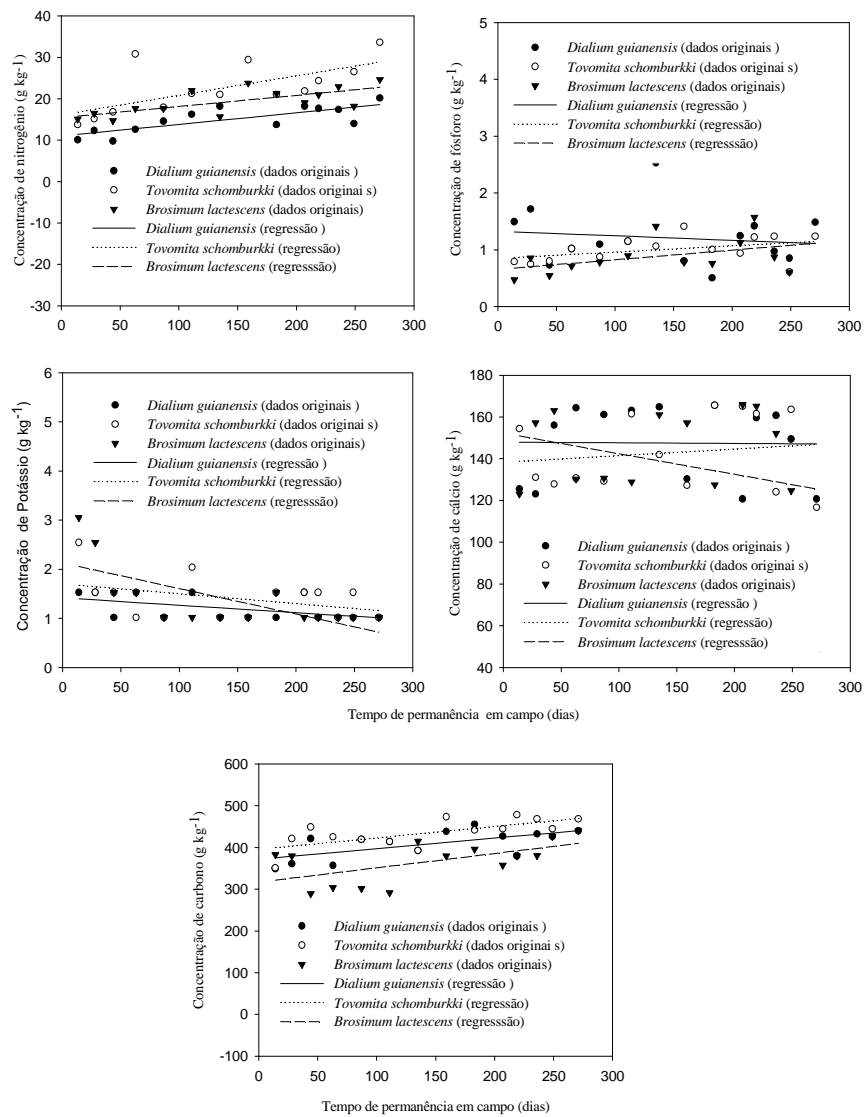 Concentração de nitrogênio (g kg-1)
40
30
20
10
0
-10
-20
-30
Dialium guianensis (dados originais )
Tovomita schomburkki (dados originai s)
Brosimum lactescens (dados originais)
Dialium guianensis (regressão )
Tovomita schomburkki (regressão)
Brosimum lactescens (regresssão)
0 50 100 150 200 250 300
Concentração de fósforo (g kg-1)
5
4
3
2
1
0
Dialium guianensis (dados originais )
Tovomita schomburkki (dados originai s)
Brosimum lactescens (dados originais)
Dialium guianensis (regressão )
Tovomita schomburkki (regressão)
Brosimum lactescens (regresssão)
0 50 100 150 200 250 300
Concentração de Potássio (g kg-1)
6
5
4
3
2
1
0
Dialium guianensis (dados originais )
Tovomita schomburkki (dados originai s)
Brosimum lactescens (dados originais)
Dialium guianensis (regressão )
Tovomita schomburkki (regressão)
Brosimum lactescens (regresssão)
0 50 100 150 200 250 300
Concentração de cálcio (g kg-1)
180
160
140
120
100
80
60
40
Dialium guianensis (dados originais )
Tovomita schomburkki (dados originai s)
Brosimum lactescens (dados originais)
Dialium guianensis (regressão )
Tovomita schomburkki (regressão)
Brosimum lactescens (regresssão)
0 50 100 150 200 250 300
Tempo de permanência em campo (dias)
Concentração de carbono (g kg-1)
600
500
400
300
200
100
0
-100
Dialium guianensis (dados originais )
Tovomita schomburkki (dados originai s)
Brosimum lactescens (dados originais)
Dialium guianensis (regressão )
Tovomita schomburkki (regressão)
Brosimum lactescens (regresssão)
0 50 100 150 200 250 300
Tempo de permanência em campo (dias)